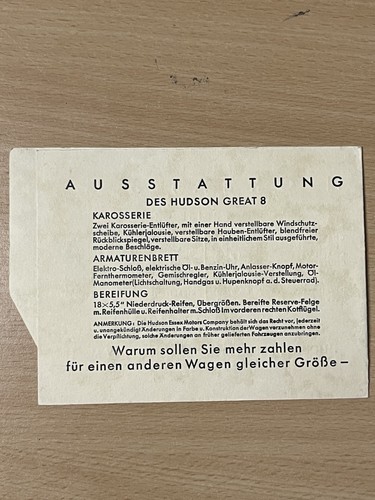 AUSSTATTUNG
DES HUDSON GREAT 8
KAROSSERIE
Zwei Karosserie-Entlüfter, mit einer Hand verstellbare Windschutz-
scheibe, Kühlerjalousie, verstellbare Hauben-Entlüfter, blendfreier
Rückblickspiegel, verstellbare Sitze, in einheitlichem Stil ausgeführte,
moderne Beschläge.
ARMATURENBRETT
Elektro-Schloß, elektrische Öl- u. Benzin-Uhr, Anlasser-Knopf, Motor-
Fernthermometer, Gemischregler, Kühlerjalousie-Verstellung, Öl-
Manometer (Lichtschaltung, Handgas u. Hupenknopf a. d. Steuerrad).
BEREIFUNG
18×5,5" Niederdruck-Reifen, Übergrößen. Bereifte Reserve-Felge
m. Reifenhülle u. Reifenhalter m. Schloß im vorderen rechten Kotflügel.
ANMERKUNG: Die Hudson Essex Motors Company behält sich das Recht vor, jederzeit
u. unangekündigt Änderungen in Farbe u. Konstruktion der Wagen vorzunehmen ohne
die Verpflichtung, solche Änderungen an früher gelieferten Fahrzeugen anzubringen.
Warum sollen Sie mehr zahlen
für einen anderen Wagen gleicher Größe –